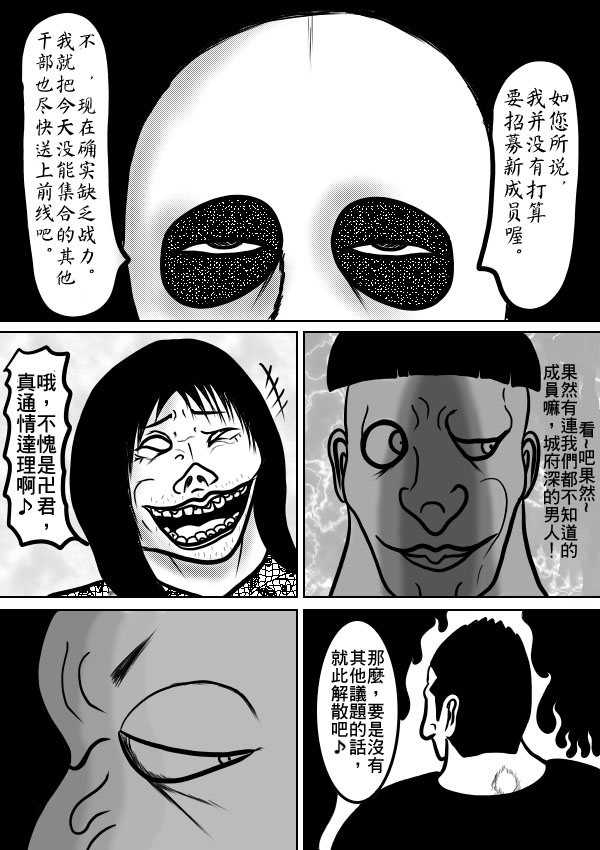 如您所说，
我并没有打算
要招募新成员喔。
不，现在确实缺乏战力。
我就把今天没能集合的其他
干部也尽快送上前线吧。
看~吧果然~
果然有連我們都不知道的
成員嘛，城府深的男人！
哦，不愧是卍君，
真通情達理啊♪
那麼，要是沒有
其他議題的話，
就此解散吧♪